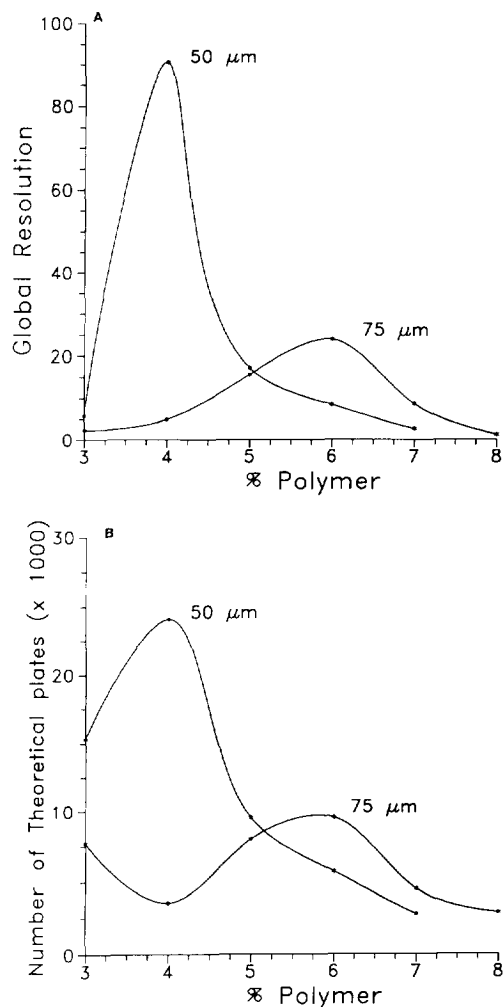 A
100
80
60
40
20
0
Global Resolution
50 μm
75 μm
3 4 5 6 7 8
% Polymer
B
30
20
10
0
Number of Theoretical plates (x 1000)
50 μm
75 μm
3 4 5 6 7 8
% Polymer